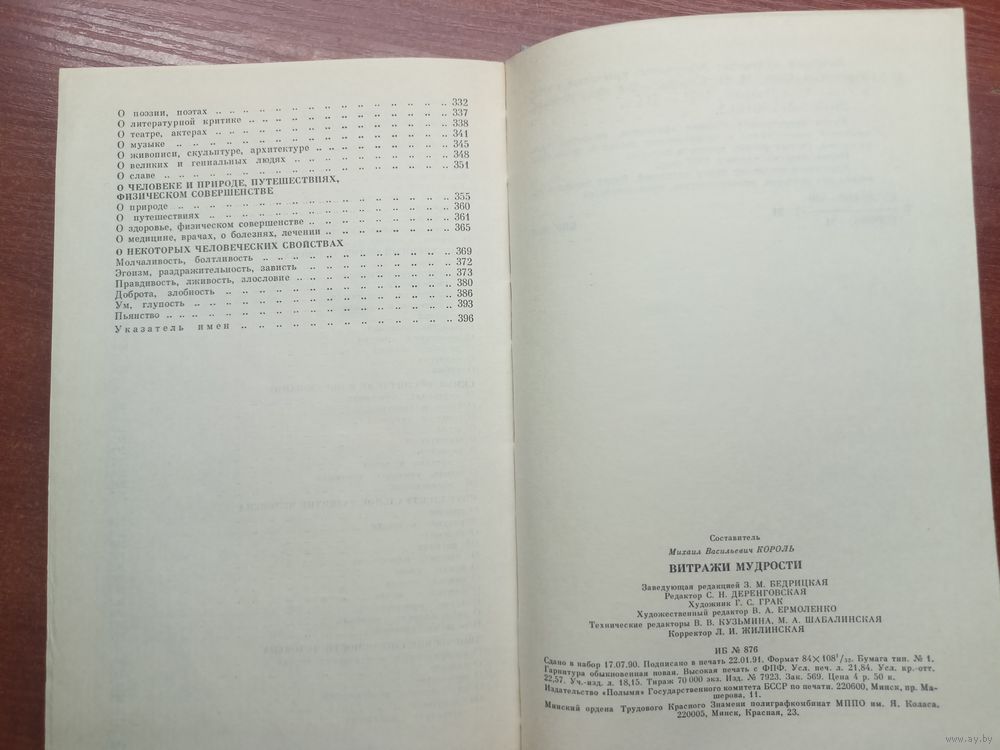 О поэзии, поэтах .. .. .. .. .. .. .. .. .. .. .. .. .. .. 332
О литературной критике .. .. .. .. .. .. .. .. .. .. .. .. 337
О театре, актерах .. .. .. .. .. .. .. .. .. .. .. .. .. .. 338
О музыке .. .. .. .. .. .. .. .. .. .. .. .. .. .. .. .. 341
О живописи, скульптуре, архитектуре .. .. .. .. .. .. .. .. 345
О великих и гениальных людях .. .. .. .. .. .. .. .. .. .. 348
О славе .. .. .. .. .. .. .. .. .. .. .. .. .. .. .. .. 351
О ЧЕЛОВЕКЕ И ПРИРОДЕ, ПУТЕШЕСТВИЯХ,
ФИЗИЧЕСКОМ СОВЕРШЕНСТВЕ
О природе .. .. .. .. .. .. .. .. .. .. .. .. .. .. .. .. 355
О путешествиях .. .. .. .. .. .. .. .. .. .. .. .. .. .. 360
О здоровье, физическом совершенстве .. .. .. .. .. .. .. .. 361
О медицине, врачах, о болезнях, лечении .. .. .. .. .. .. .. 365
О НЕКОТОРЫХ ЧЕЛОВЕЧЕСКИХ СВОЙСТВАХ
Молчаливость, болтливость .. .. .. .. .. .. .. .. .. .. .. 369
Эгоизм, раздражительность, зависть .. .. .. .. .. .. .. .. 372
Правдивость, лживость, злословие .. .. .. .. .. .. .. .. .. 373
Доброта, злобность .. .. .. .. .. .. .. .. .. .. .. .. .. 380
Ум, глупость .. .. .. .. .. .. .. .. .. .. .. .. .. .. .. 386
Пьянство .. .. .. .. .. .. .. .. .. .. .. .. .. .. .. .. 393
Указатель имен .. .. .. .. .. .. .. .. .. .. .. .. .. 396
Составитель
Михаил Васильевич КОРОЛЬ
ВИТРАЖИ МУДРОСТИ
Заведующая редакцией З. М. БЕДРИЦКАЯ
Редактор С. Н. ДЕРЕНГОВСКАЯ
Художник Г. С. ГРАК
Художественный редактор В. А. ЕРМОЛЕНКО
Технические редакторы В. В. КУЗЬМИНА, М. А. ШАБАЛИНСКАЯ
Корректор Л. И. ЖИЛИНСКАЯ
ИБ № 876
Сдано в набор 17.07.90. Подписано в печать 22.01.91. Формат 84×108¹/₃₂. Бумага тип. № 1.
Гарнитура обыкновенная новая. Высокая печать с ФПФ. Усл. печ. л. 21,84. Усл. кр.-отт.
22,57. Уч.-изд. л. 18,15. Тираж 70 000 экз. Изд. № 7923. Зак. 569. Цена 4 р. 50 к.
Издательство «Полымя» Государственного комитета БССР по печати. 220600, Минск, пр. Ма-
шерова, 11.
Минский ордена Трудового Красного Знамени полиграфкомбинат МППО им. Я. Коласа.
220005, Минск, Красная, 23.
www.ay.by